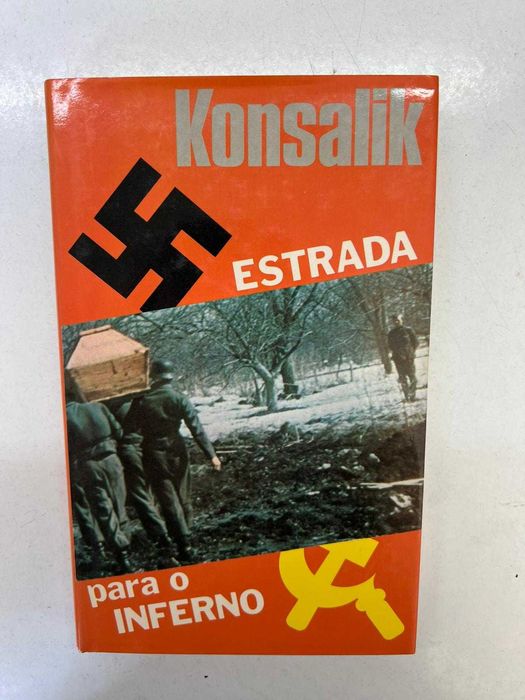 Konsalik
ESTRADA
para o
INFERNO